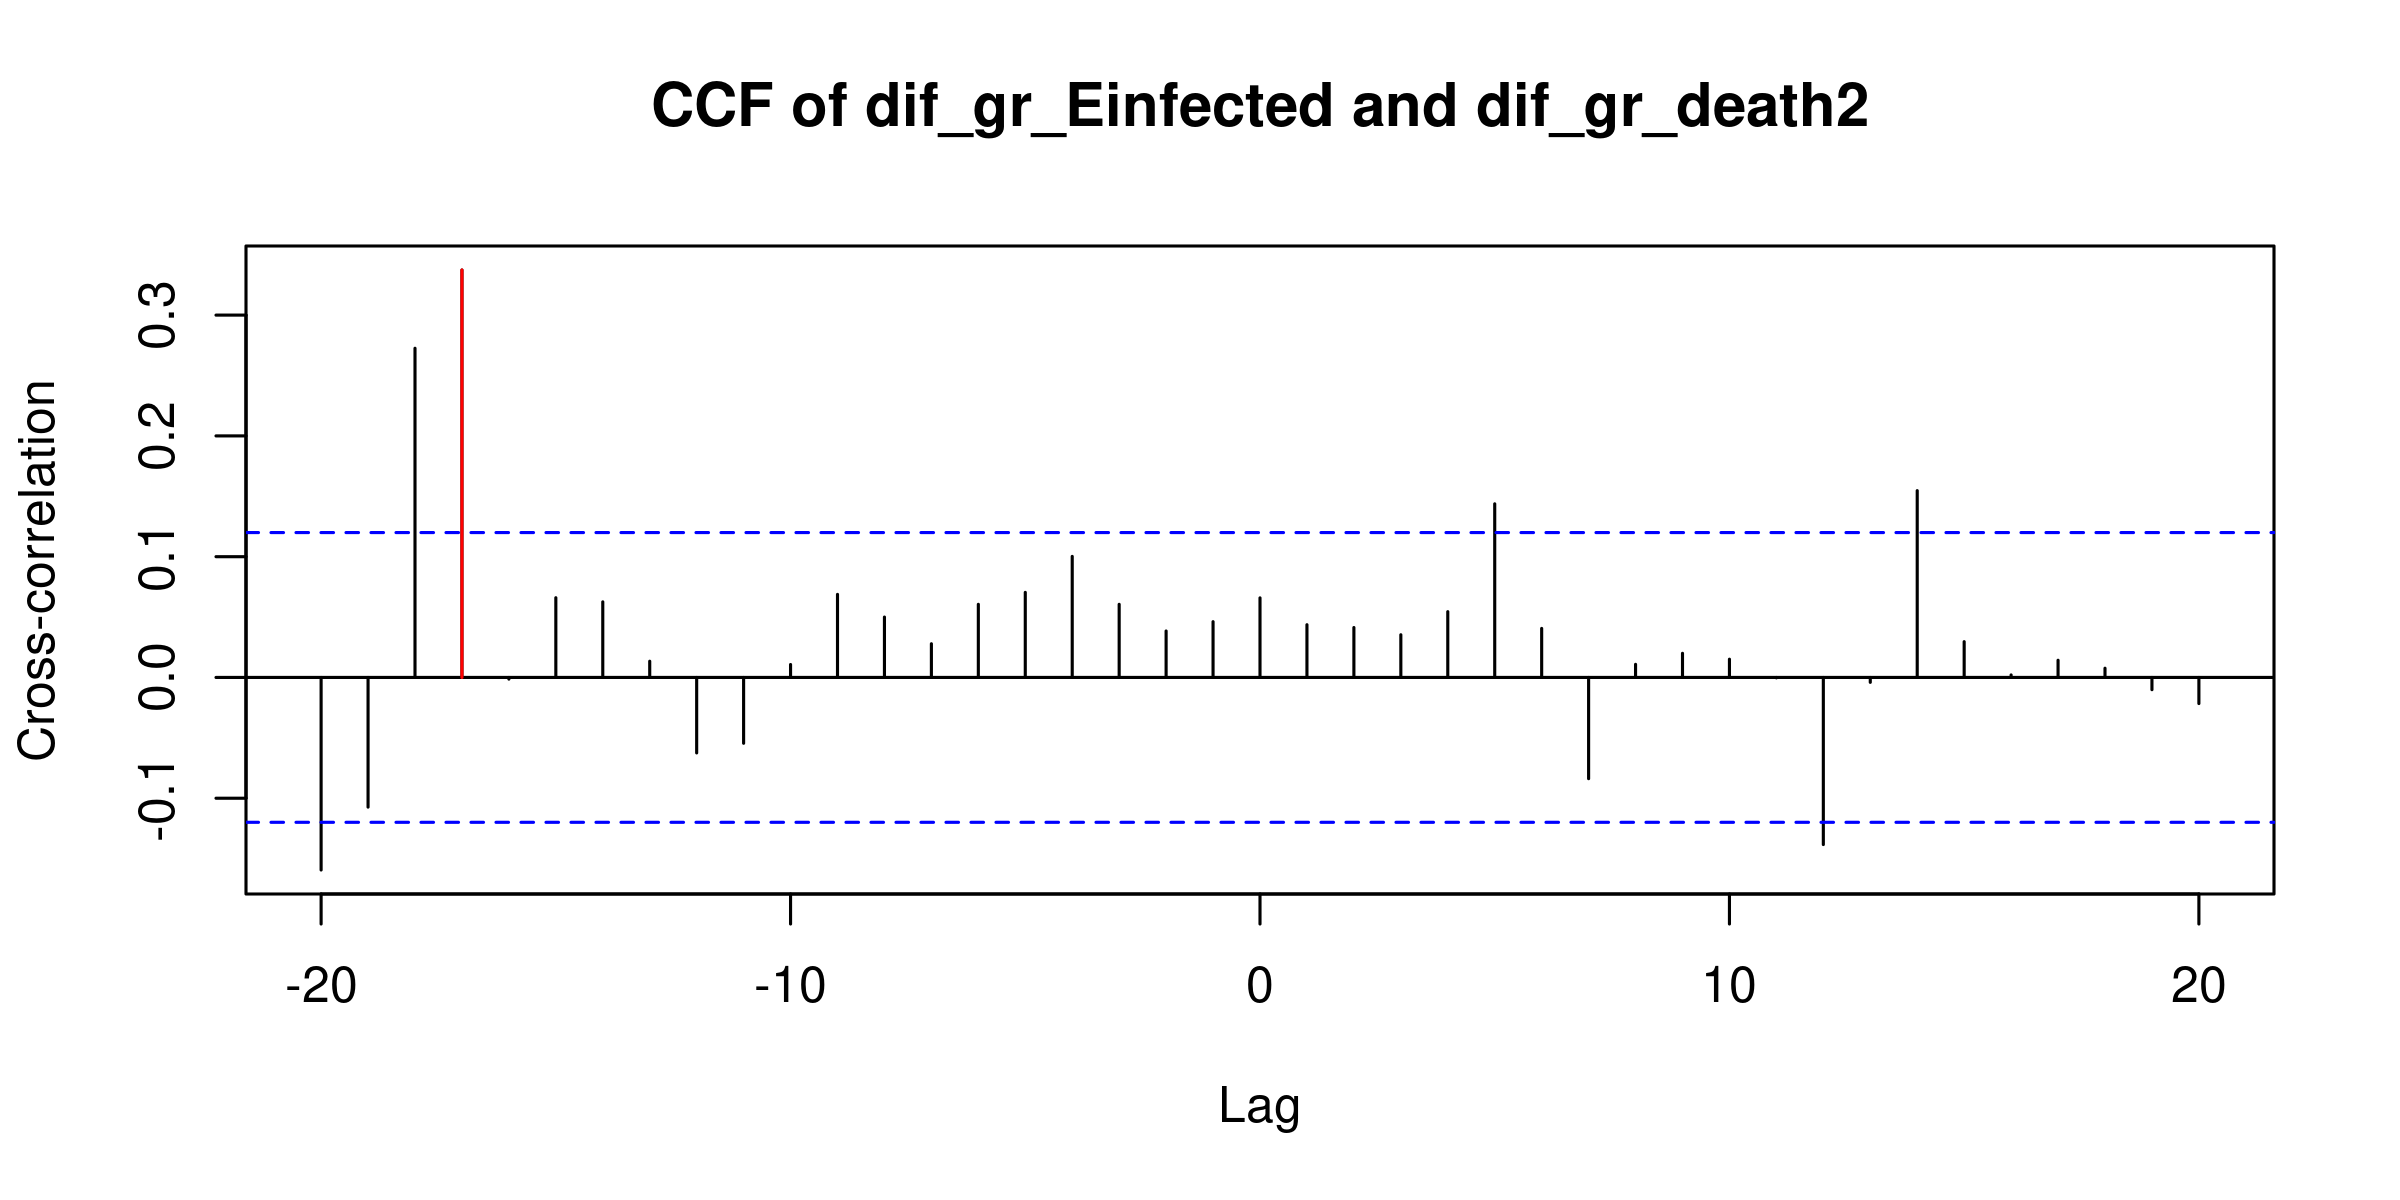 CCF of dif_gr_Einfected and dif_gr_death2
Cross-correlation
0.3
0.2
0.1
0.0
-0.1
-20 -10 0 10 20
Lag